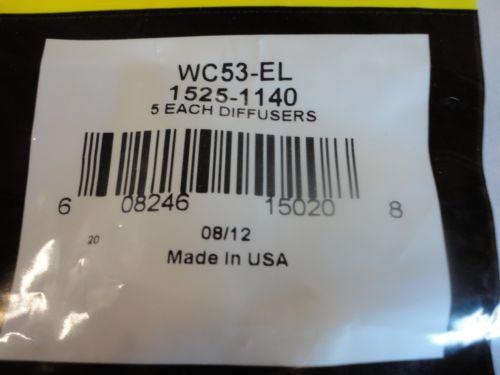 WC53-EL
1525-1140
5 EACH DIFFUSERS
6 08246 15020 8
20 08/12
Made In USA